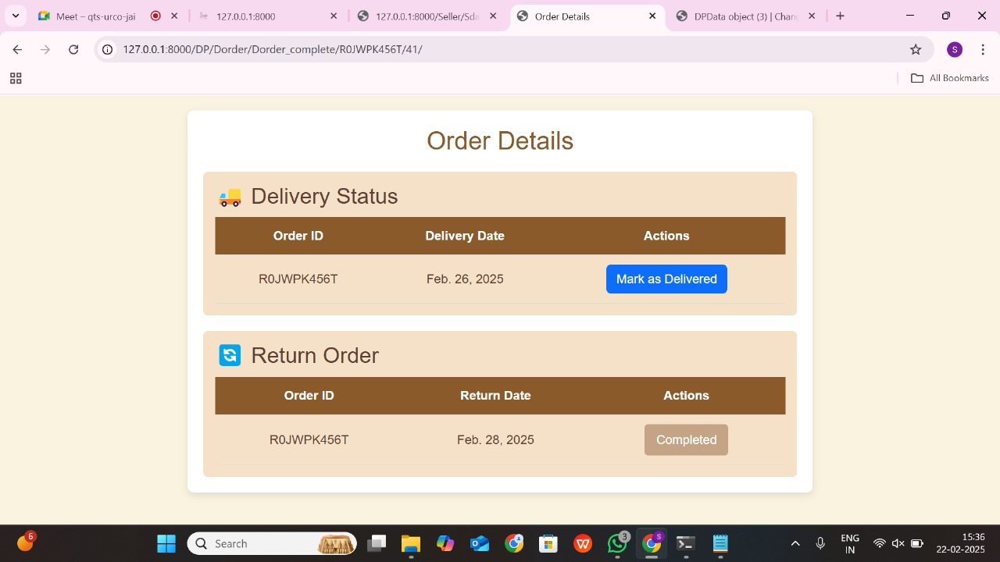 Meet – qts-urco-jai
127.0.0.1:8000
127.0.0.1:8000/Seller/Sda
Order Details
DPData object (3) | Chan
127.0.0.1:8000/DP/Dorder/Dorder_complete/R0JWPK456T/41/
S
All Bookmarks
Order Details
Delivery Status
Order ID Delivery Date Actions
R0JWPK456T Feb. 26, 2025 Mark as Delivered
Return Order
Order ID Return Date Actions
R0JWPK456T Feb. 28, 2025 Completed
6
Search
3
S
ENG
IN
15:36
22-02-2025